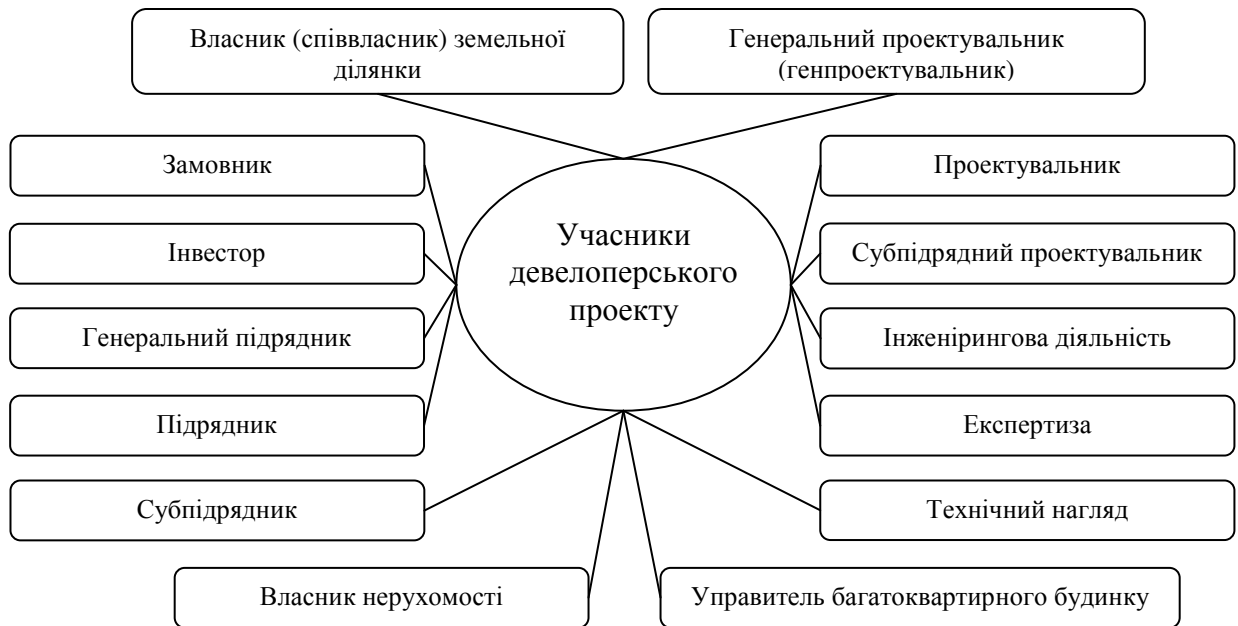 Власник (співвласник) земельної
ділянки
Генеральний проектувальник
(генпроектувальник)
Замовник
Проектувальник
Учасники
девелоперського
проекту
Інвестор
Субпідрядний проектувальник
Генеральний підрядник
Інженірингова діяльність
Підрядник
Експертиза
Субпідрядник
Технічний нагляд
Власник нерухомості
Управитель багатоквартирного будинку